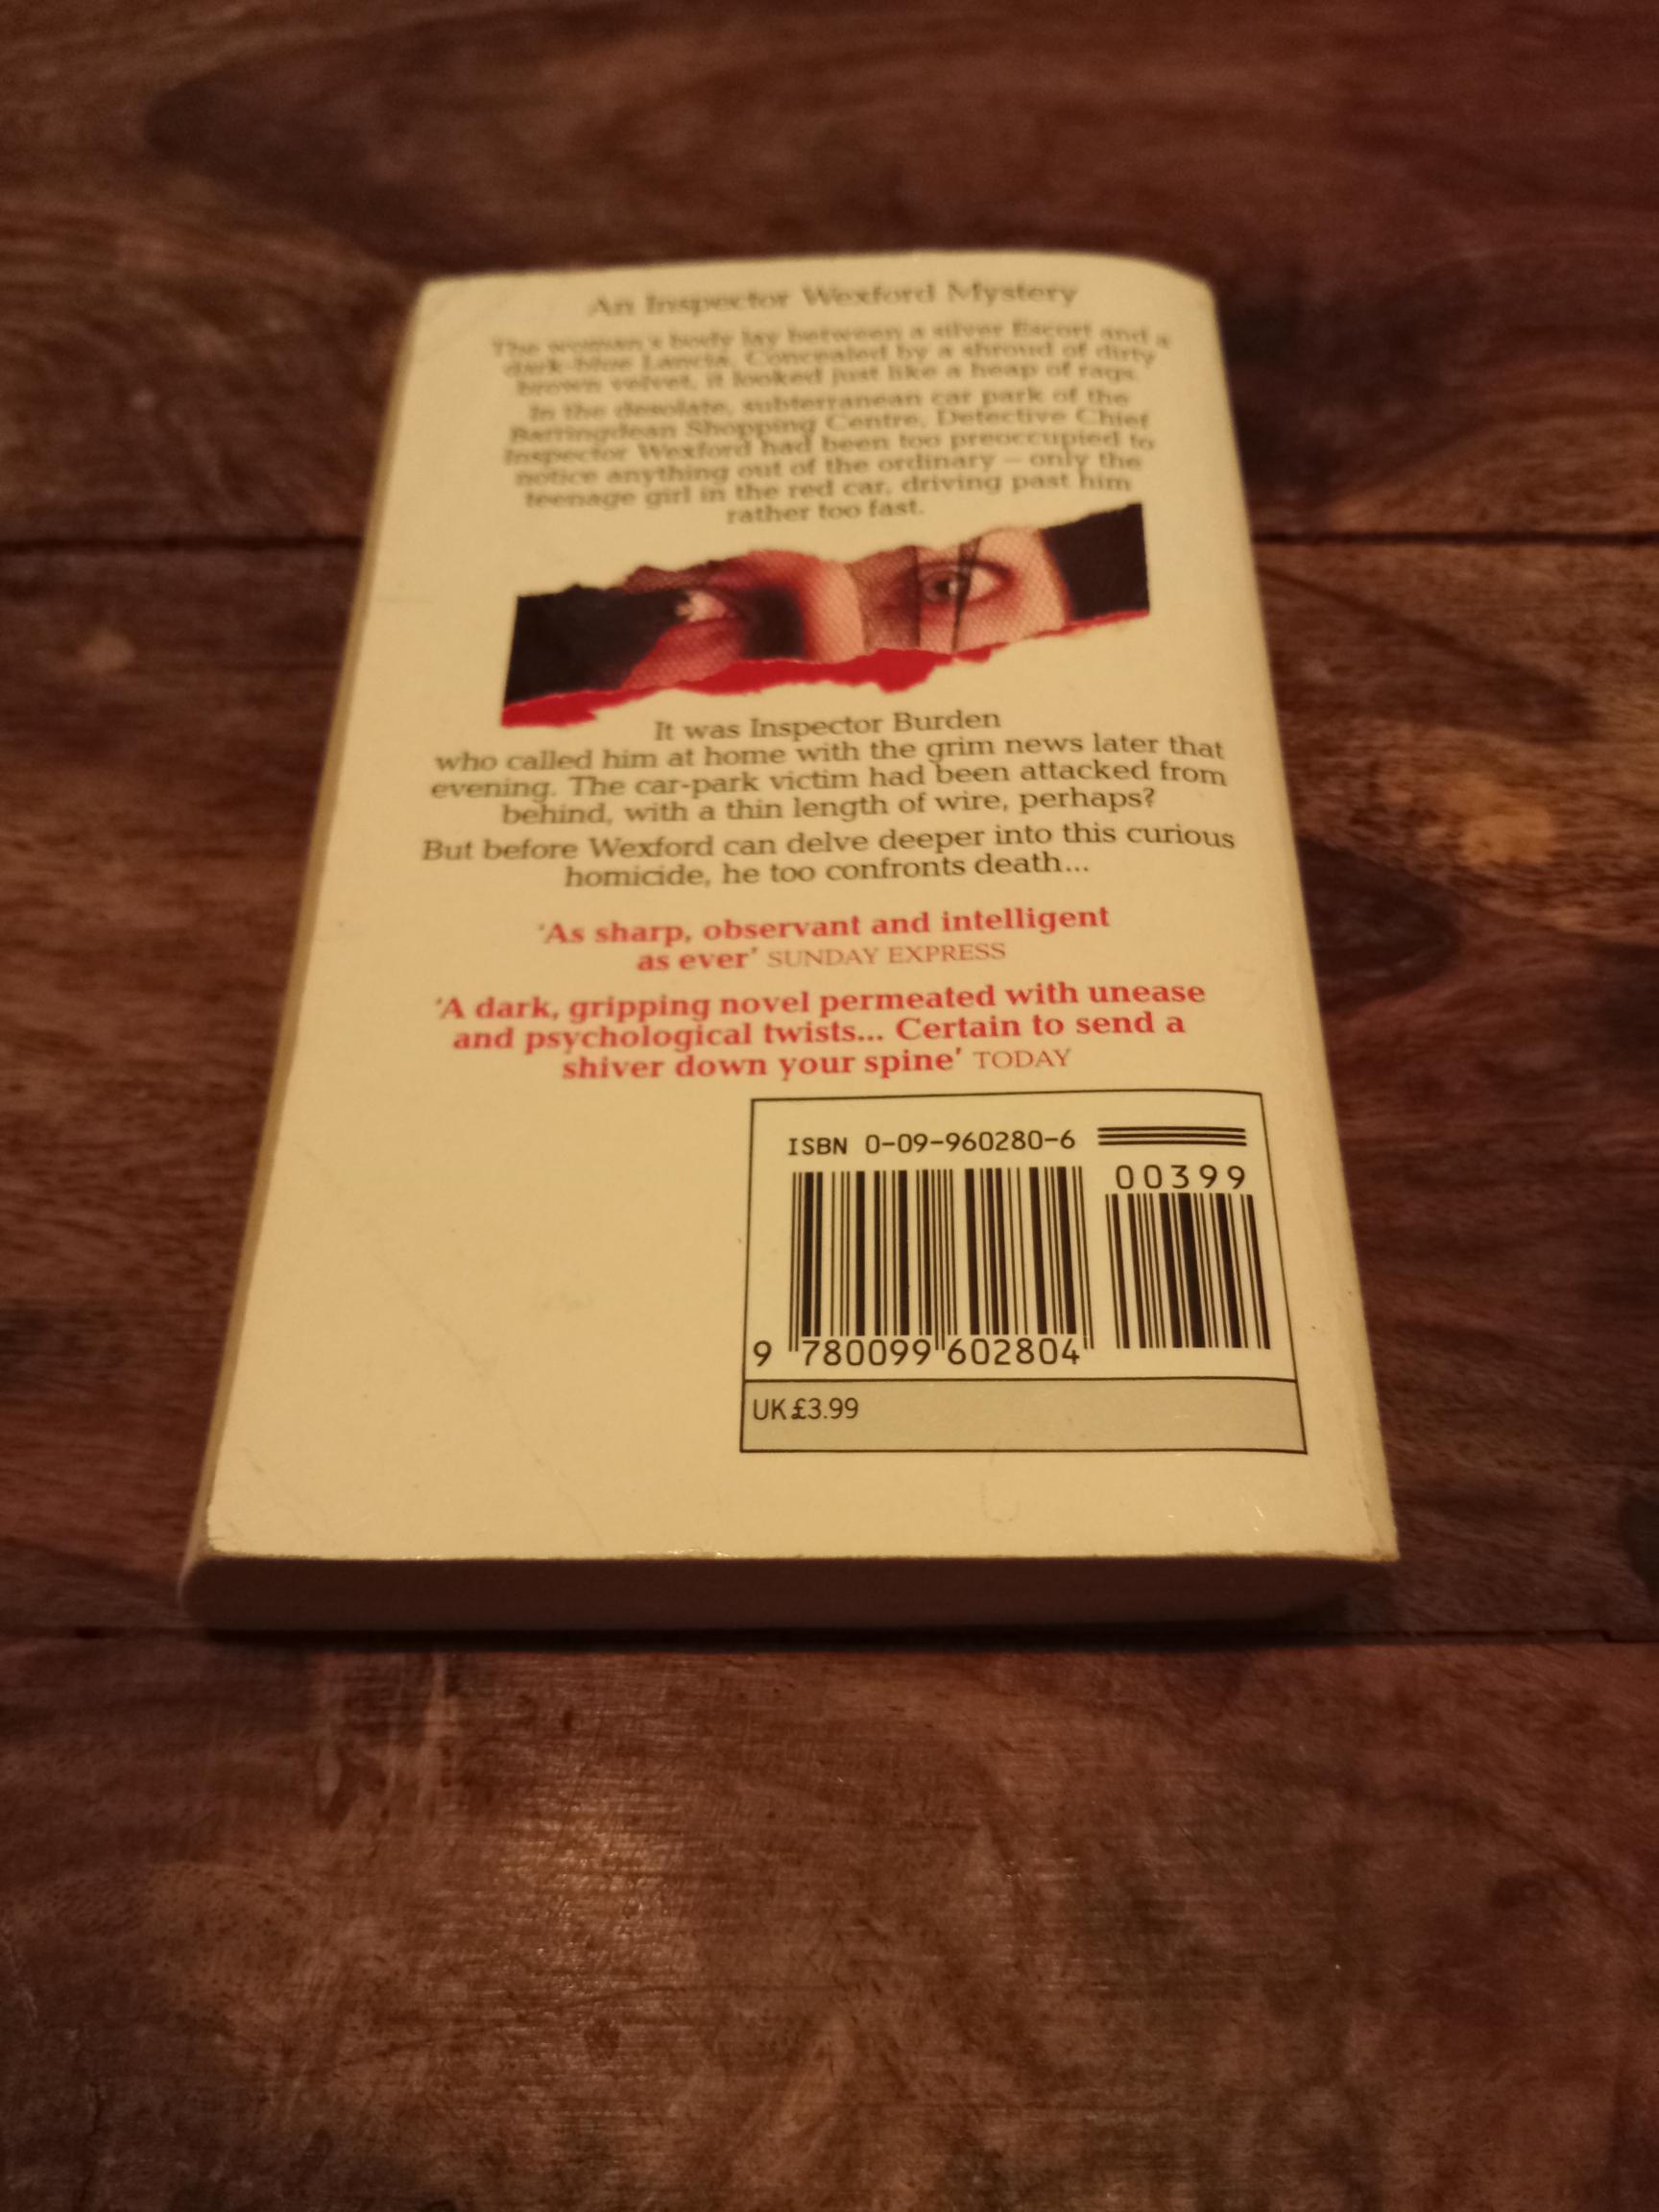 An Inspector Wexford Mystery
The woman's body lay between a silver Escort and a
dark-blue Lancia. Concealed by a shroud of dirty
brown velvet, it looked just like a heap of rags.
In the desolate, subterranean car park of the
Barringdean Shopping Centre, Detective Chief
Inspector Wexford had been too preoccupied to
notice anything out of the ordinary – only the
teenage girl in the red car, driving past him
rather too fast.
It was Inspector Burden
who called him at home with the grim news later that
evening. The car-park victim had been attacked from
behind, with a thin length of wire, perhaps?
But before Wexford can delve deeper into this curious
homicide, he too confronts death...
'As sharp, observant and intelligent
as ever' SUNDAY EXPRESS
'A dark, gripping novel permeated with unease
and psychological twists... Certain to send a
shiver down your spine' TODAY
ISBN 0-09-960280-6
00399
9 780099 602804
UK £3.99